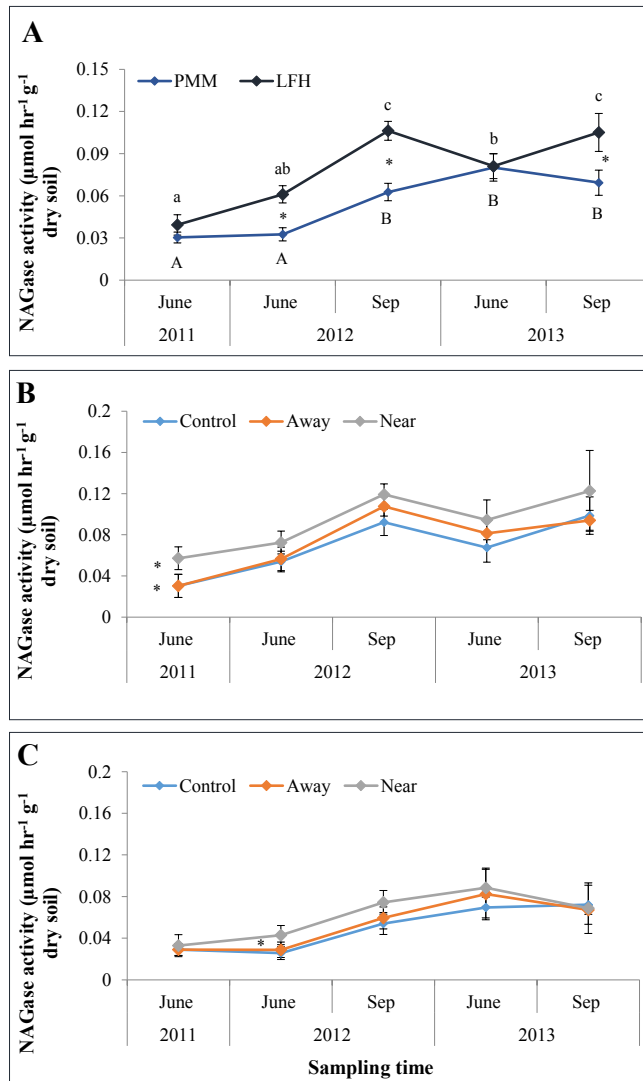 A
NAGase activity (µmol hr-1 g-1
dry soil)
PMM LFH
0.15
0.12
0.09
0.06
0.03
0
a ab c b c
* * *
A A B B B
June June Sep June Sep
2011 2012 2013
B
NAGase activity (µmol hr-1 g-1
dry soil)
Control Away Near
0.2
0.16
0.12
0.08
0.04
0
*
*
June June Sep June Sep
2011 2012 2013
C
NAGase activity (µmol hr-1 g-1
dry soil)
Control Away Near
0.2
0.16
0.12
0.08
0.04
0
*
June June Sep June Sep
2011 2012 2013
Sampling time